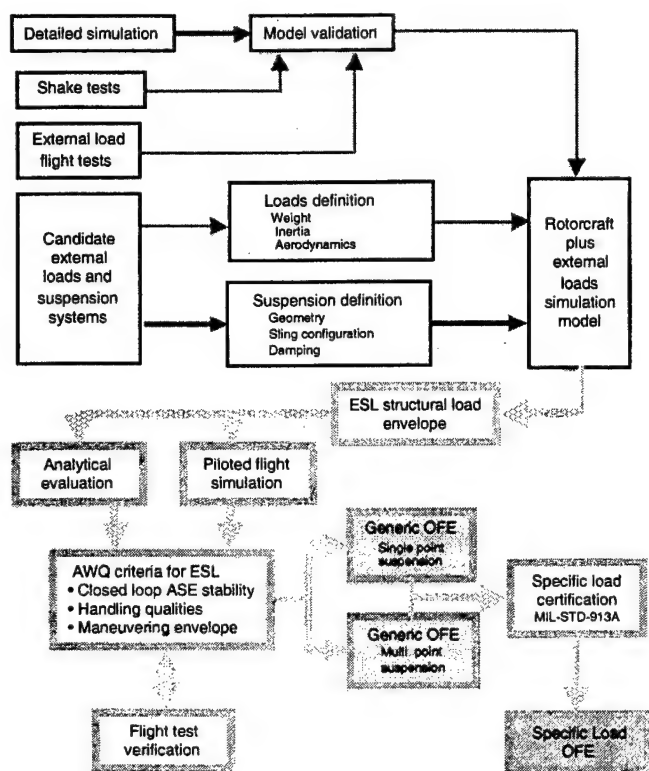 Detailed simulation
Model validation
Shake tests
External load
flight tests
Candidate
external
loads and
suspension
systems
Loads definition
Weight
Inertia
Aerodynamics
Suspension definition
Geometry
Sling configuration
Damping
Rotorcraft
plus
external
loads
simulation
model
ESL structural load
envelope
Analytical
evaluation
Piloted flight
simulation
AWQ criteria for ESL
• Closed loop ASE stability
• Handling qualities
• Maneuvering envelope
Generic OFE
Single point
suspension
Generic OFE
Multi. point
suspension
Specific load
certification
MIL-STD-913A
Flight test
verification
Specific Load
OFE